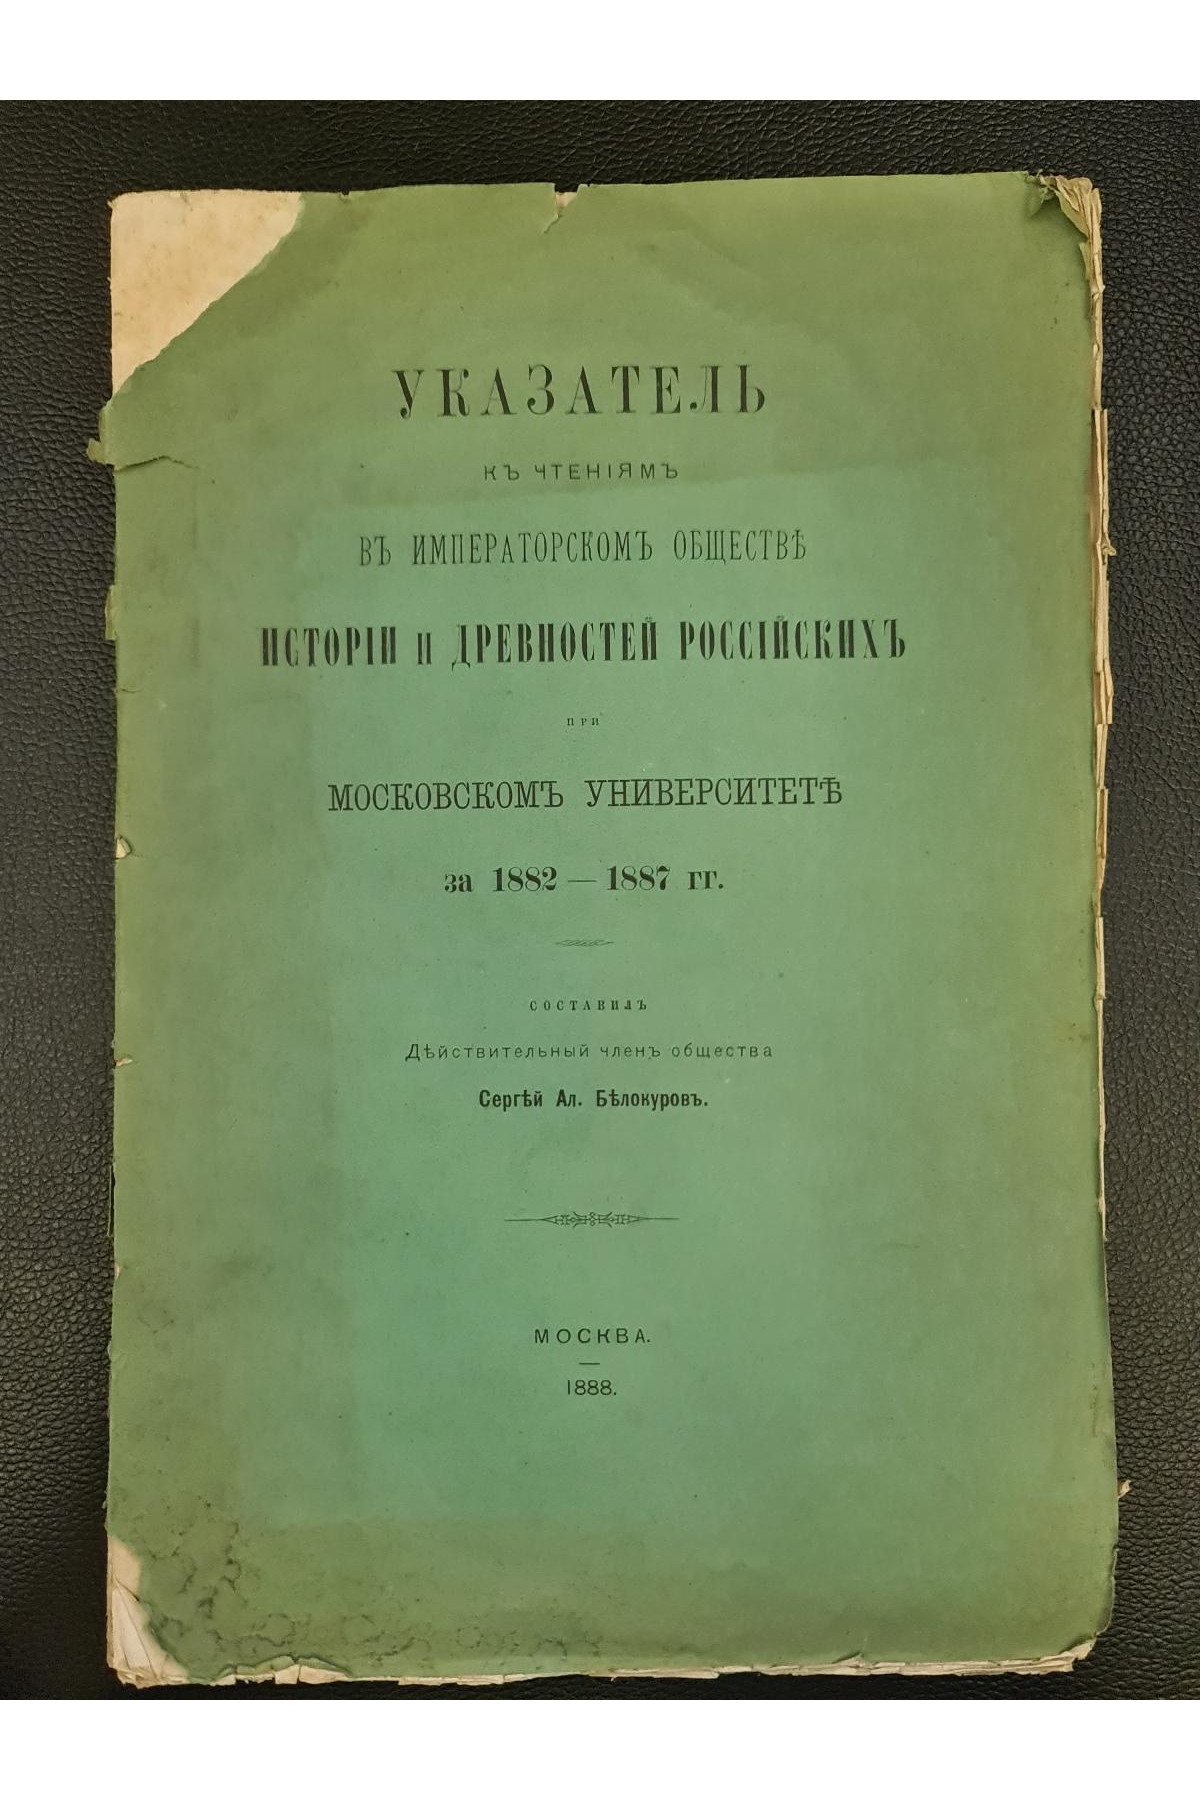 УКАЗАТЕЛЬ
КЪ ЧТЕНІЯМЪ
ВЪ ИМПЕРАТОРСКОМЪ ОБЩЕСТВѢ
ИСТОРІИ И ДРЕВНОСТЕЙ РОССІЙСКИХЪ
ПРИ
МОСКОВСКОМЪ УНИВЕРСИТЕТѢ
за 1882 — 1887 гг.
СОСТАВИЛЪ
Дѣйствительный членъ общества
Сергѣй Ал. Бѣлокуровъ.
МОСКВА.
1888.